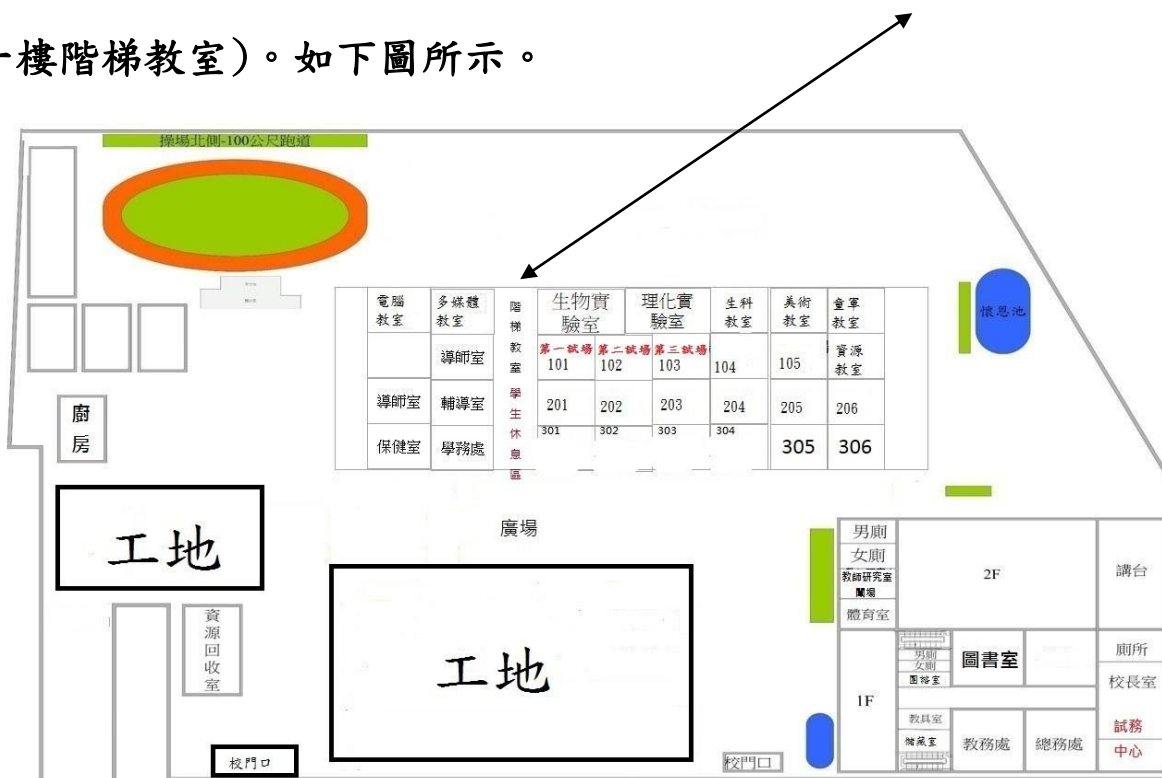 一樓階梯教室)。如下圖所示。
操場北側-100公尺跑道
電腦教室
多媒體教室
階梯教室
生物實驗室
理化實驗室
生科教室
美術教室
童軍教室
懷恩池
導師室
第一試場 第二試場 第三試場
101 102 103 104 105
資源教室
導師室 輔導室
學生休息區
201 202 203 204 205 206
保健室 學務處
301 302 303 304 305 306
廚房
工地
廣場
男廁
女廁
教師研究室
闈場
體育室
2F
講台
資源回收室
工地
男廁
女廁
圖書室
廁所
校長室
1F
教具室
儲藏室
教務處 總務處
試務中心
校門口
校門口